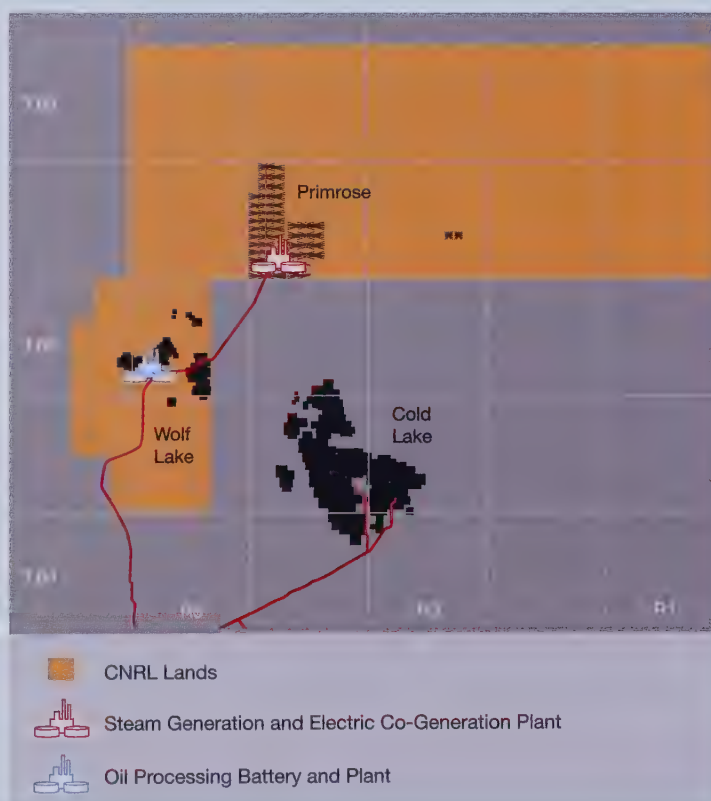 Primrose
Cold
Lake
Wolf
Lake
CNRL Lands
Steam Generation and Electric Co-Generation Plant
Oil Processing Battery and Plant